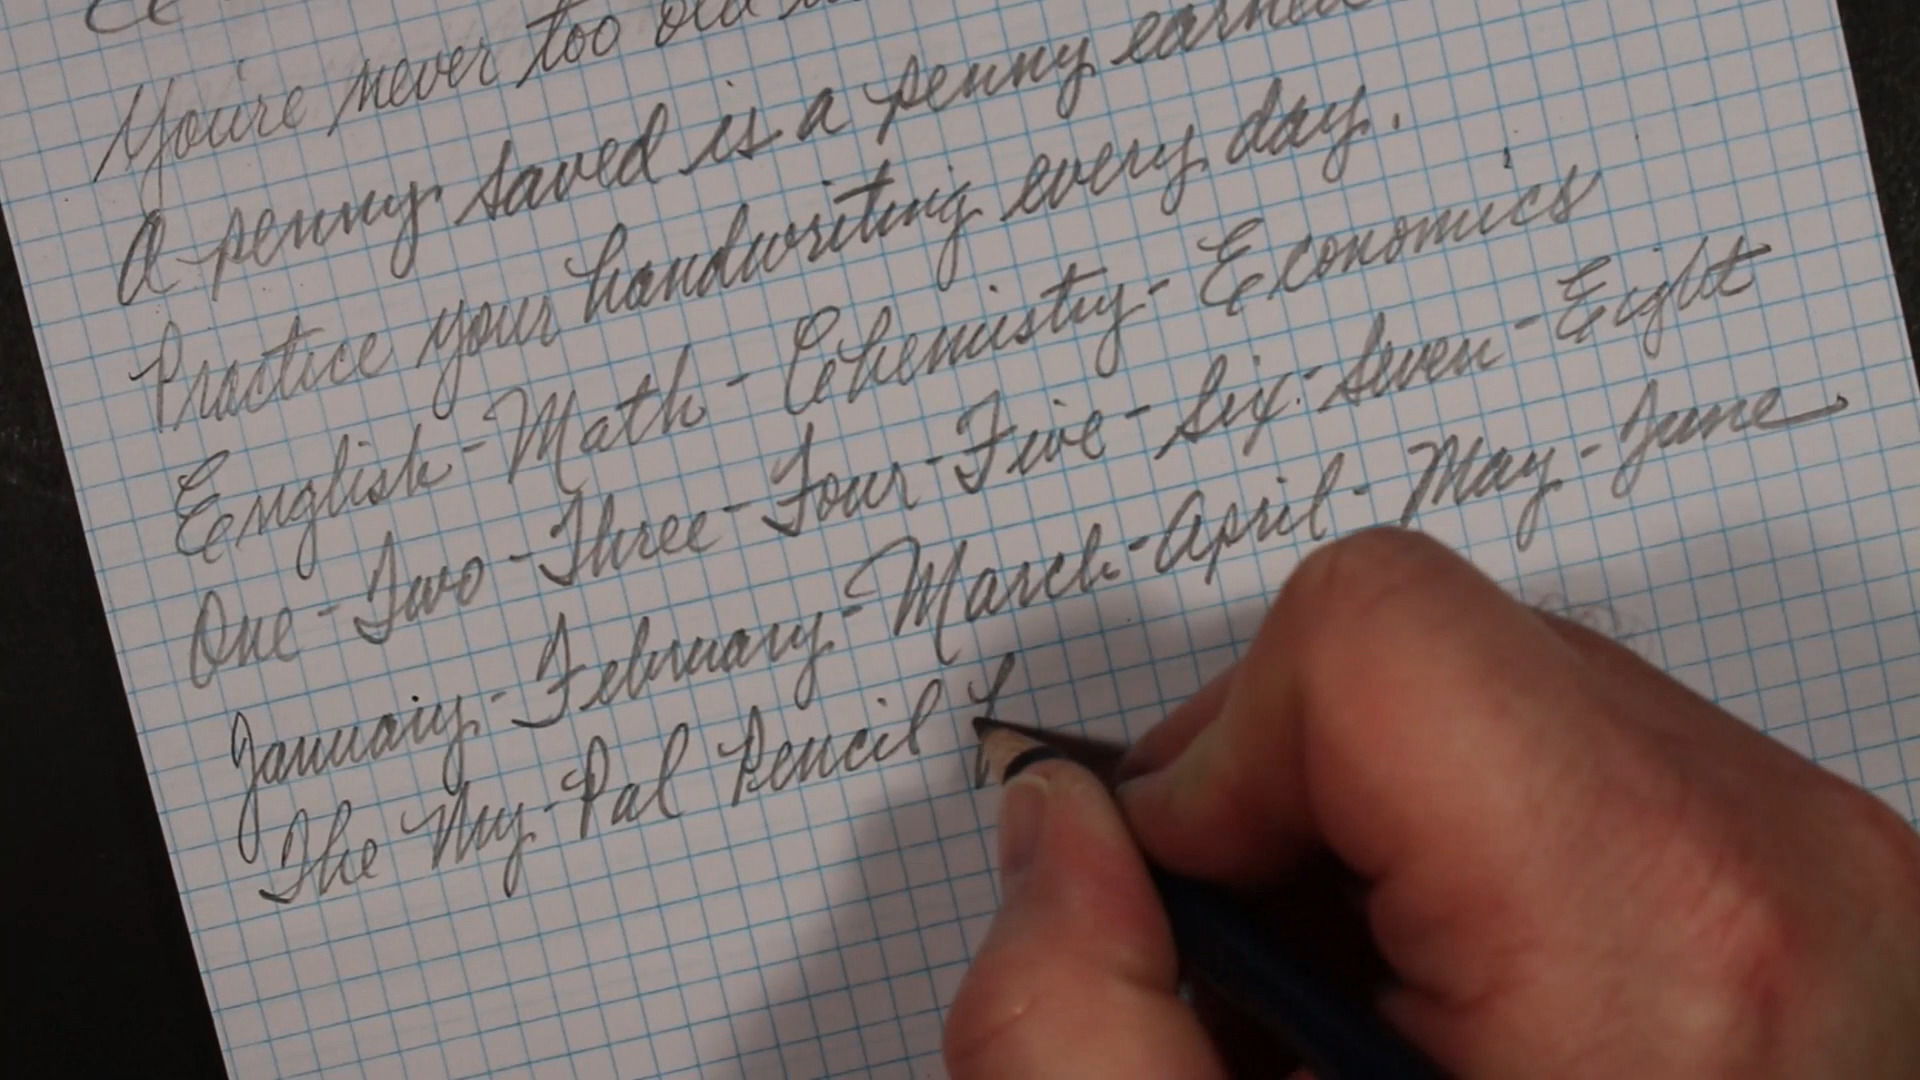 You're never too old
A penny saved is a penny earned
Practice your handwriting every day.
English - Math - Chemistry - Economics
One - Two - Three - Four - Five - Six - Seven - Eight
January - February - March - April - May - June
The My-Pal Pencil